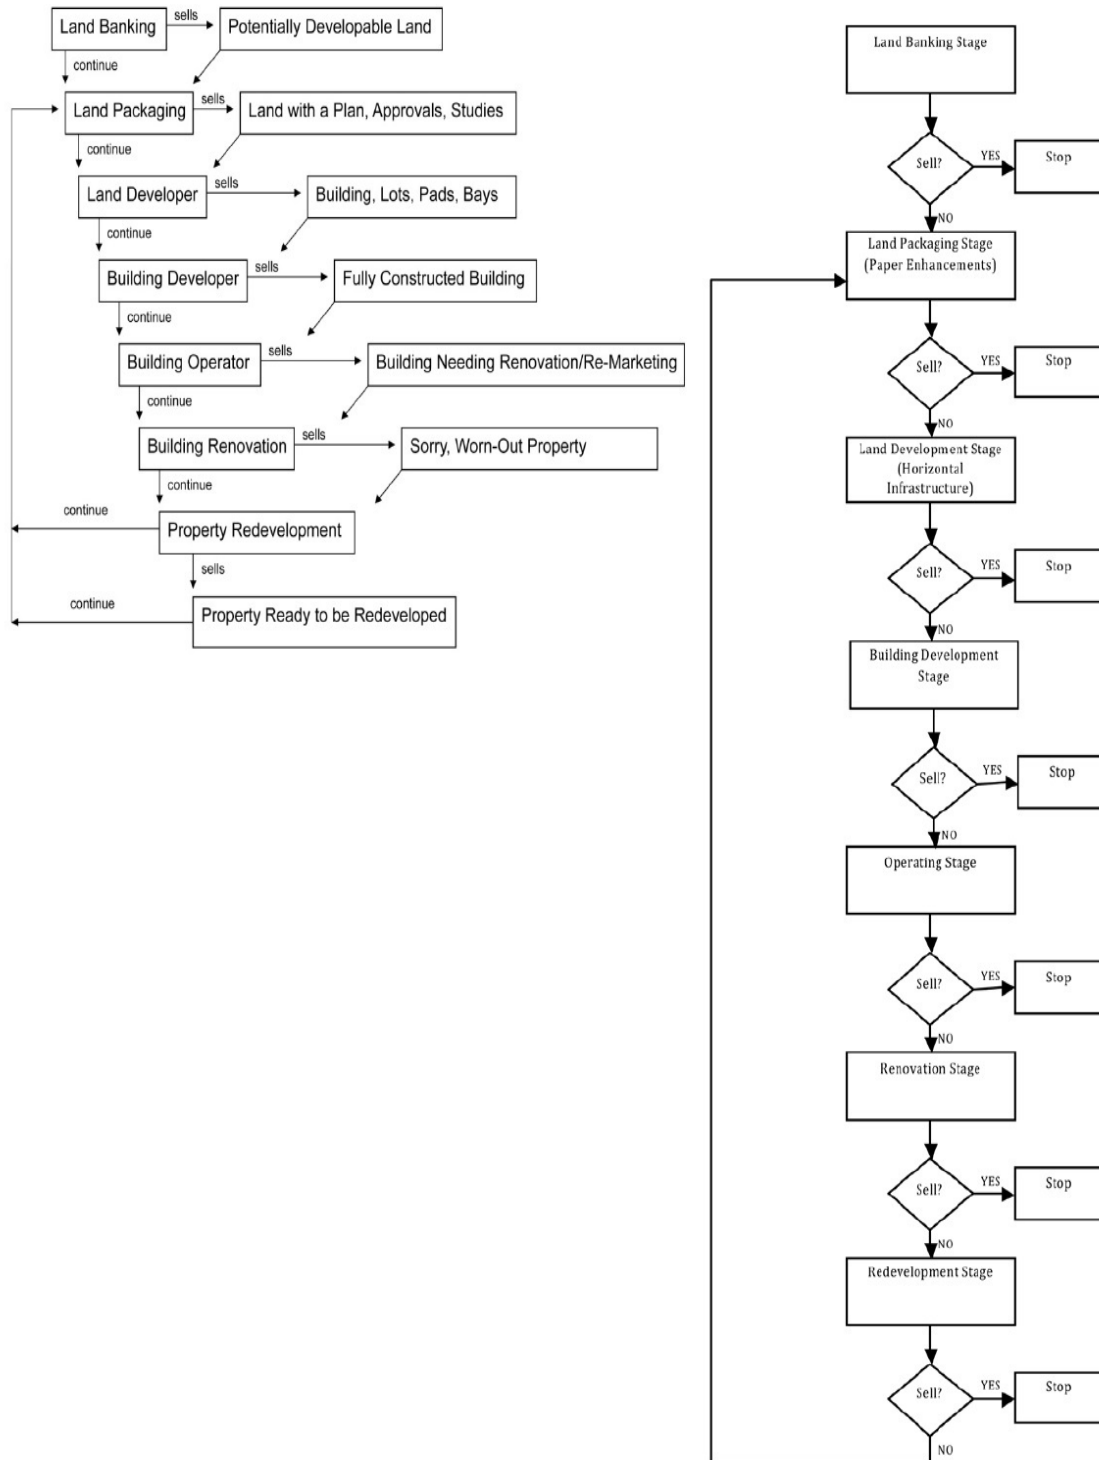 Land Banking
sells
Potentially Developable Land
continue
Land Packaging
sells
Land with a Plan, Approvals, Studies
continue
Land Developer
sells
Building, Lots, Pads, Bays
continue
Building Developer
sells
Fully Constructed Building
continue
Building Operator
sells
Building Needing Renovation/Re-Marketing
continue
Building Renovation
sells
Sorry, Worn-Out Property
continue
continue
Property Redevelopment
sells
continue
Property Ready to be Redeveloped
Land Banking Stage
Sell?
YES
Stop
NO
Land Packaging Stage
(Paper Enhancements)
Sell?
YES
Stop
NO
Land Development Stage
(Horizontal
Infrastructure)
Sell?
YES
Stop
NO
Building Development
Stage
Sell?
YES
Stop
NO
Operating Stage
Sell?
YES
Stop
NO
Renovation Stage
Sell?
YES
Stop
NO
Redevelopment Stage
Sell?
YES
Stop
NO